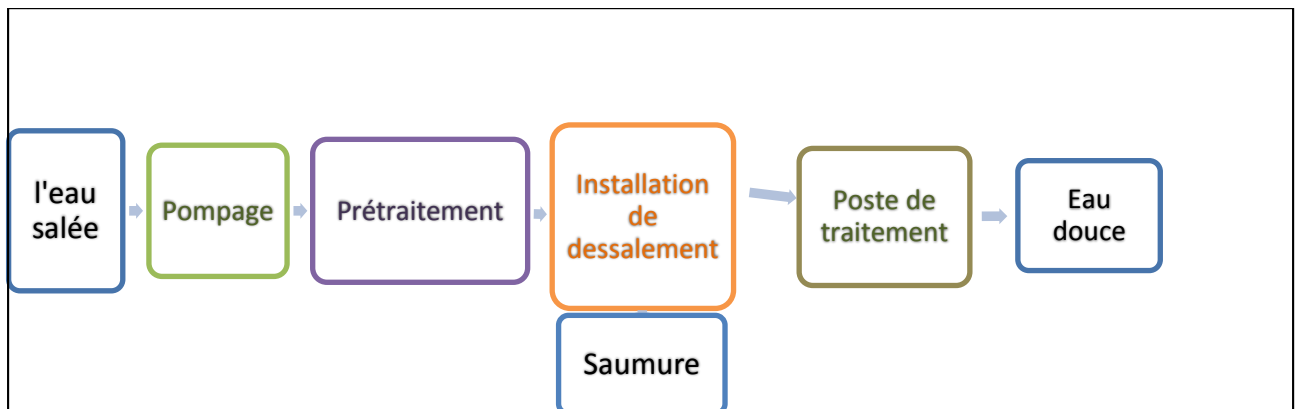 l'eau
salée
Pompage
Prétraitement
Installation
de
dessalement
Poste de
traitement
Eau
douce
Saumure